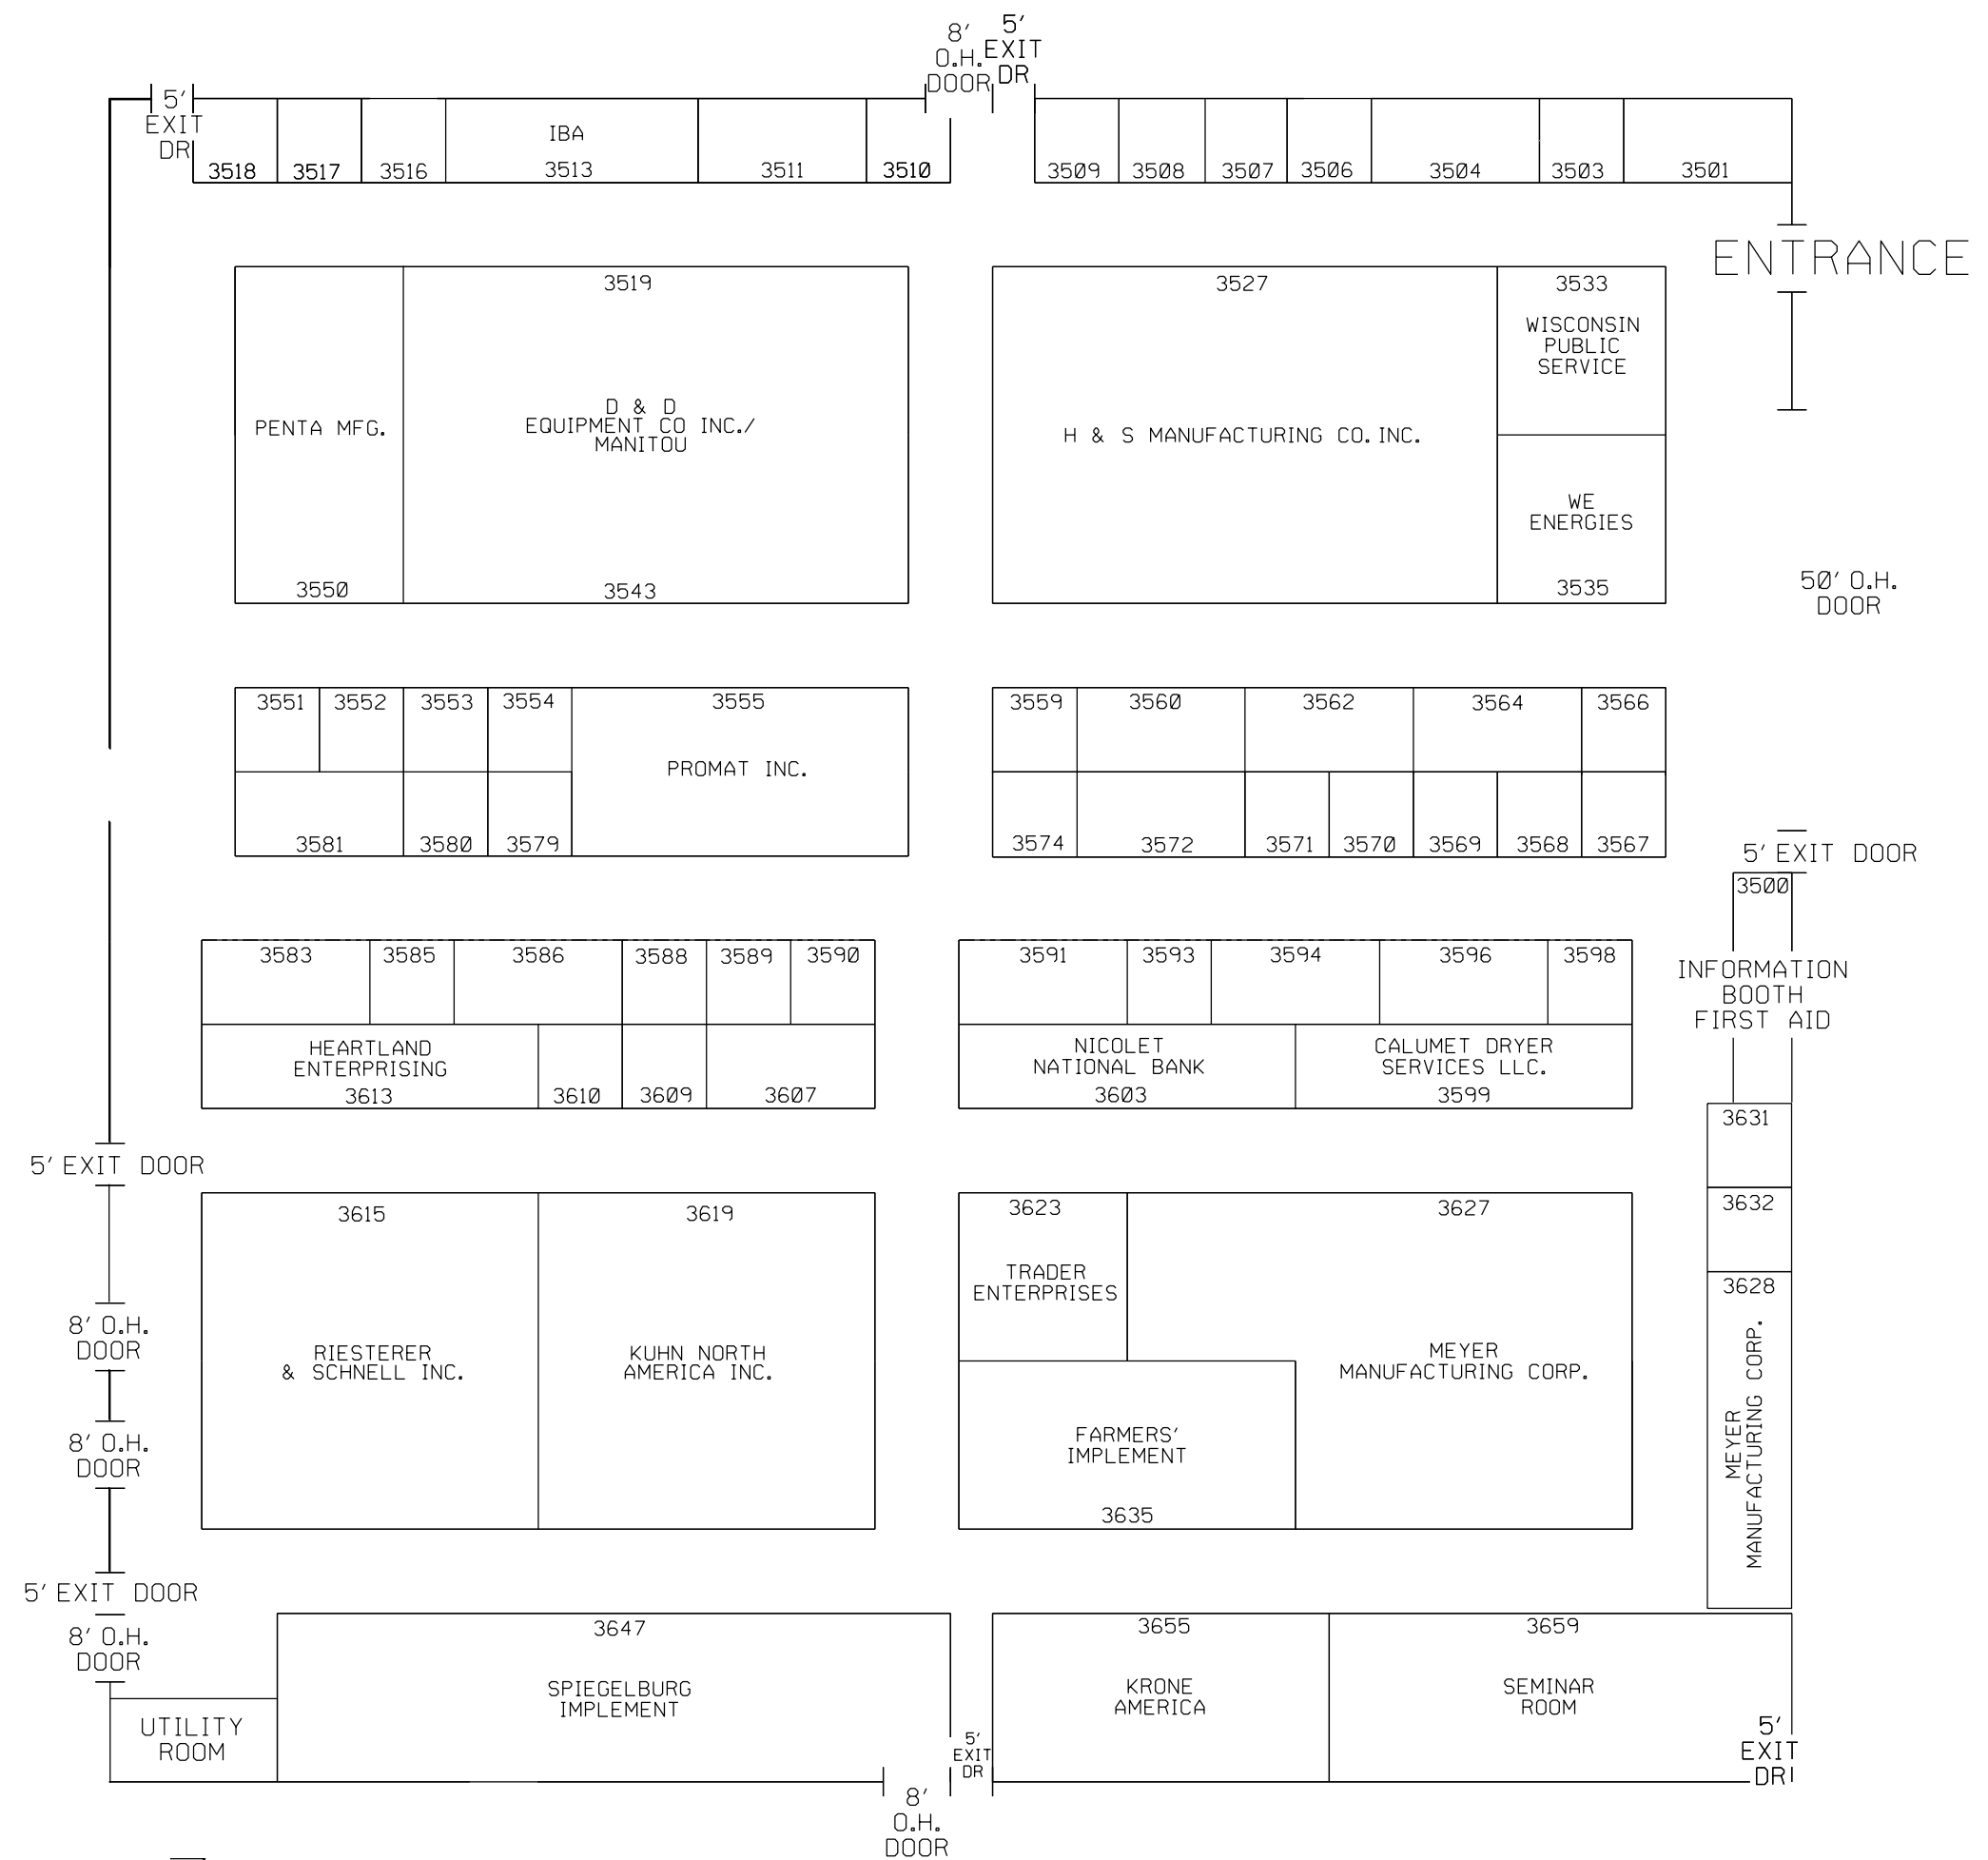 8′
O.H.
DOOR
5′
EXIT
DR
5′
EXIT
DR
3518
3517
3516
IBA
3513
3511
3510
3509
3508
3507
3506
3504
3503
3501
ENTRANCE
3519
3527
3533
WISCONSIN
PUBLIC
SERVICE
PENTA MFG.
D & D
EQUIPMENT CO INC./
MANITOU
H & S MANUFACTURING CO. INC.
WE
ENERGIES
3550
3543
3535
50′ O.H.
DOOR
3551
3552
3553
3554
3555
3559
3560
3562
3564
3566
PROMAT INC.
3581
3580
3579
3574
3572
3571
3570
3569
3568
3567
5′ EXIT DOOR
3500
3583
3585
3586
3588
3589
3590
3591
3593
3594
3596
3598
INFORMATION
BOOTH
FIRST AID
HEARTLAND
ENTERPRISING
3613
3610
3609
3607
NICOLET
NATIONAL BANK
3603
CALUMET DRYER
SERVICES LLC.
3599
3631
5′ EXIT DOOR
3615
3619
3623
3627
3632
TRADER
ENTERPRISES
3628
8′ O.H.
DOOR
RIESTERER
& SCHNELL INC.
KUHN NORTH
AMERICA INC.
MEYER
MANUFACTURING CORP.
MEYER
MANUFACTURING CORP.
8′ O.H.
DOOR
FARMERS′
IMPLEMENT
3635
5′ EXIT DOOR
8′ O.H.
DOOR
3647
3655
3659
SPIEGELBURG
IMPLEMENT
KRONE
AMERICA
SEMINAR
ROOM
UTILITY
ROOM
5′
EXIT
DR
5′
EXIT
DR
8′
O.H.
DOOR